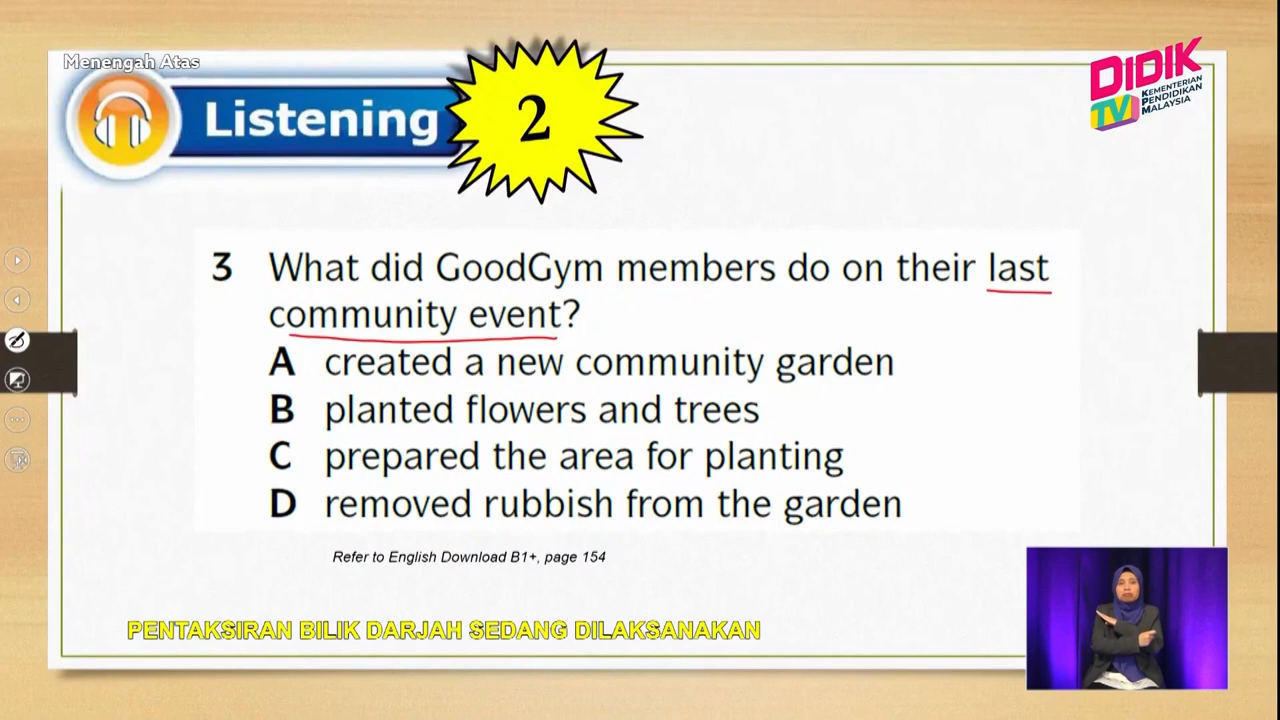 Menengah Atas
Listening
2
DIDIK
TV
KEMENTERIAN
PENDIDIKAN
MALAYSIA
3 What did GoodGym members do on their last
community event?
A created a new community garden
B planted flowers and trees
C prepared the area for planting
D removed rubbish from the garden
Refer to English Download B1+, page 154
PENTAKSIRAN BILIK DARJAH SEDANG DILAKSANAKAN